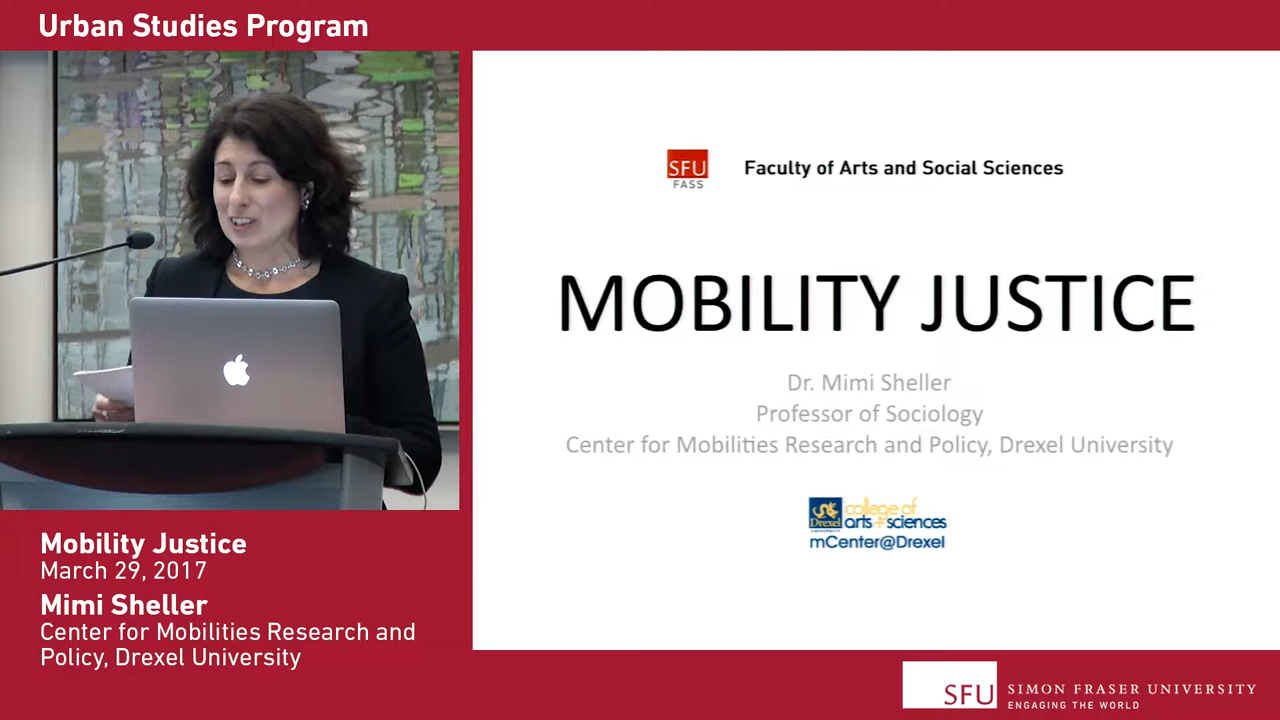 Urban Studies Program
SFU
FASS
Faculty of Arts and Social Sciences
MOBILITY JUSTICE
Dr. Mimi Sheller
Professor of Sociology
Center for Mobilities Research and Policy, Drexel University
Drexel
UNIVERSITY
college of
arts+sciences
mCenter@Drexel
Mobility Justice
March 29, 2017
Mimi Sheller
Center for Mobilities Research and
Policy, Drexel University
SFU
SIMON FRASER UNIVERSITY
ENGAGING THE WORLD